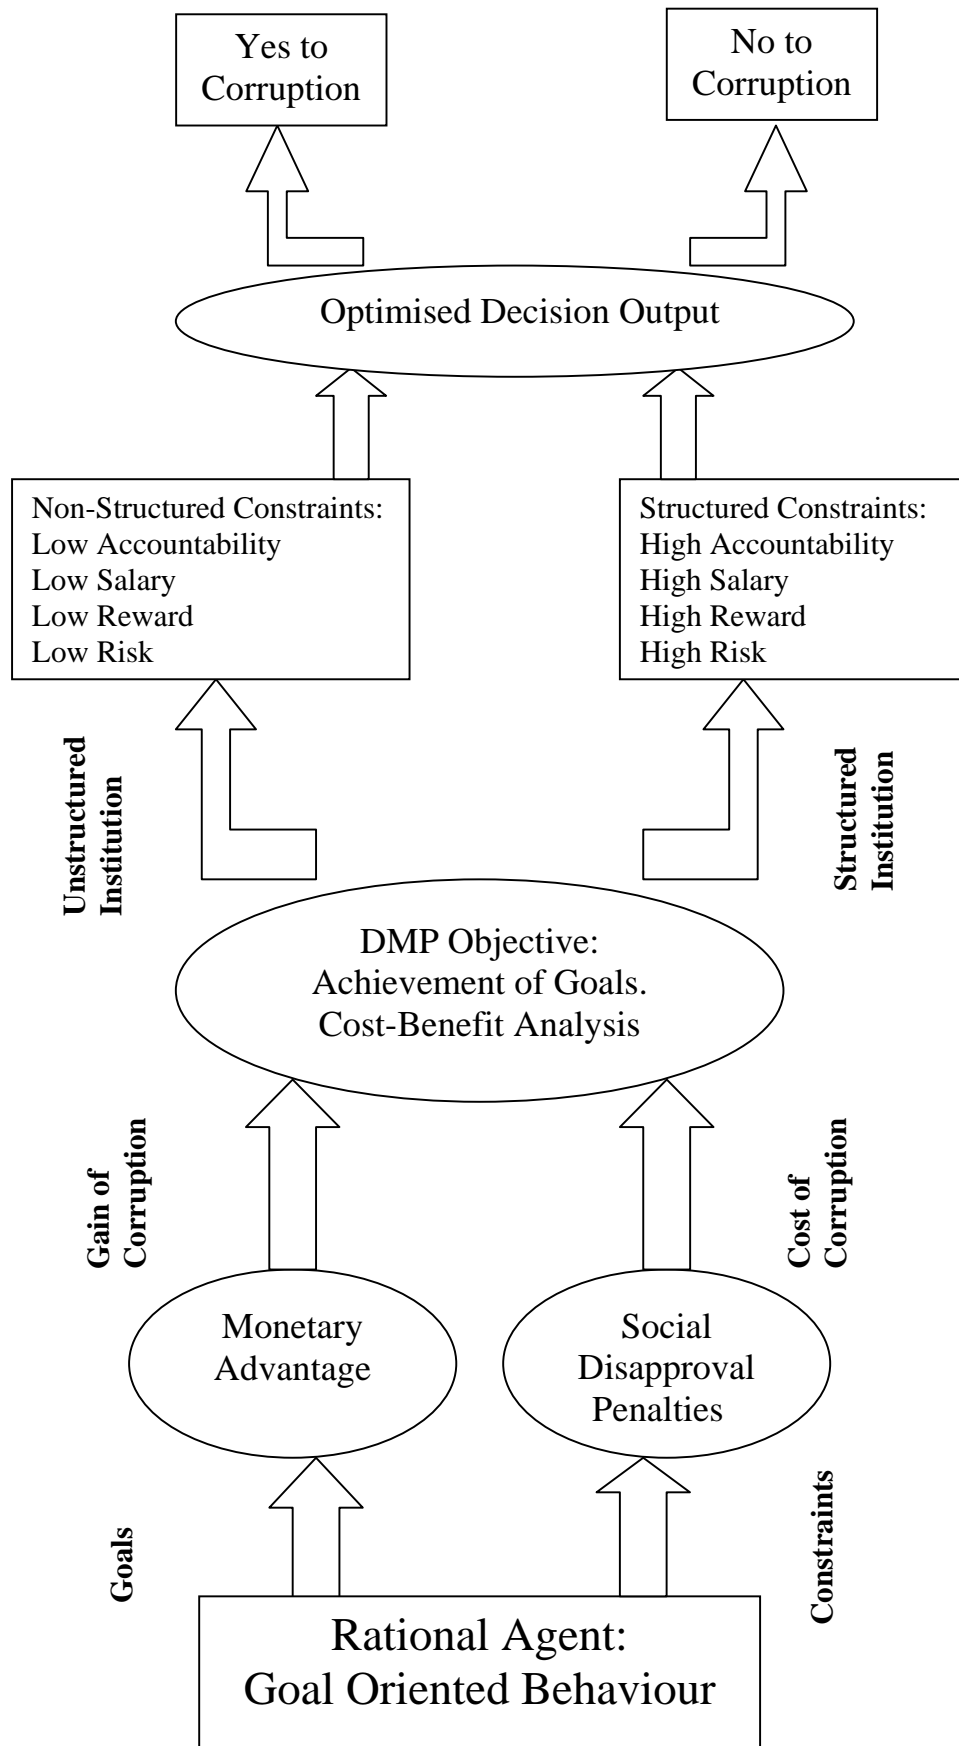 Yes to
Corruption
No to
Corruption
Optimised Decision Output
Non-Structured Constraints:
Low Accountability
Low Salary
Low Reward
Low Risk
Structured Constraints:
High Accountability
High Salary
High Reward
High Risk
Unstructured
Institution
Structured
Institution
DMP Objective:
Achievement of Goals.
Cost-Benefit Analysis
Gain of
Corruption
Cost of
Corruption
Monetary
Advantage
Social
Disapproval
Penalties
Goals
Constraints
Rational Agent:
Goal Oriented Behaviour